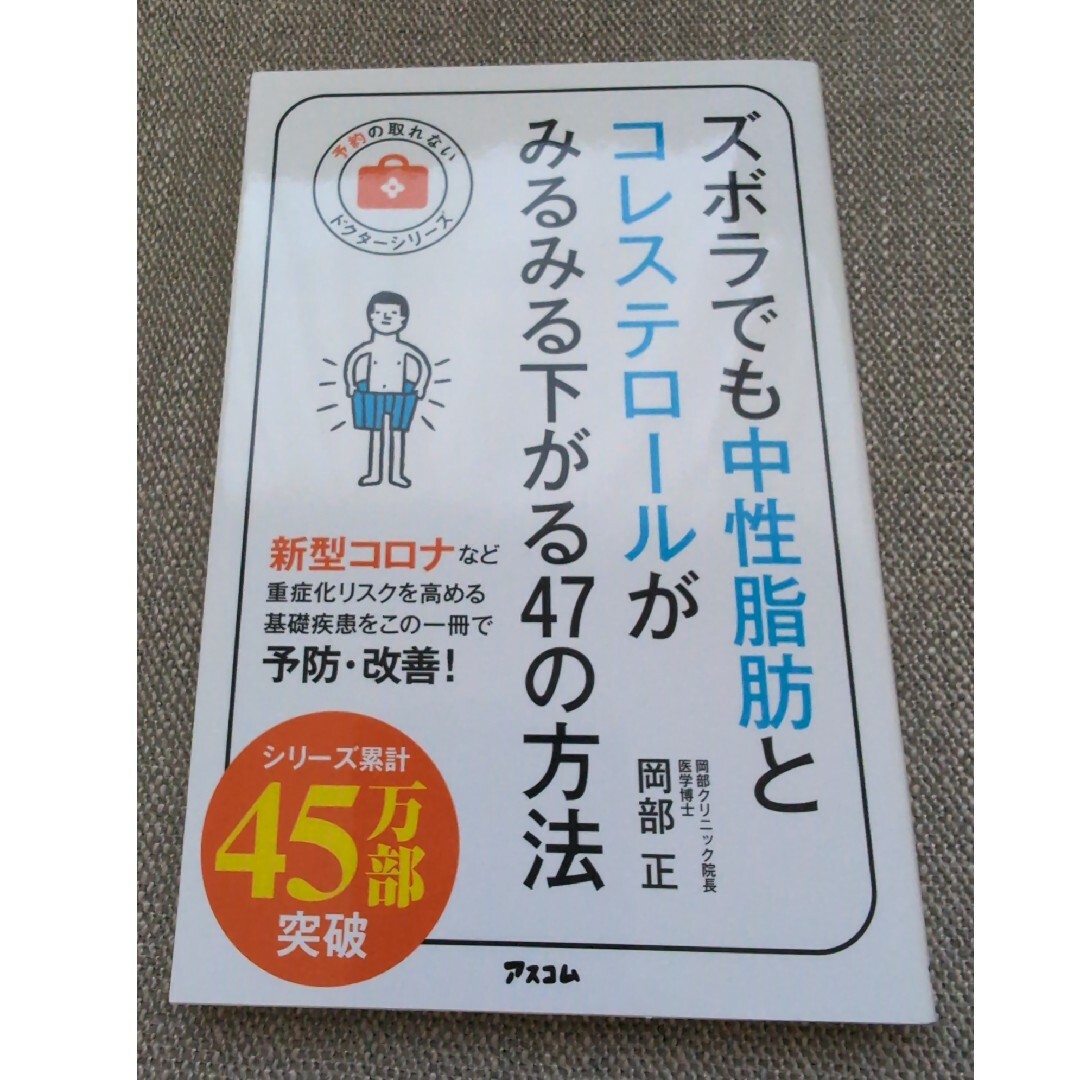 ズボラでも中性脂肪と
コレステロールが
みるみる下がる47の方法
岡部クリニック院長
医学博士
岡部 正
予約の取れない
ドクターシリーズ
新型コロナなど
重症化リスクを高める
基礎疾患をこの一冊で
予防・改善!
シリーズ累計
45万部
突破
アスコム